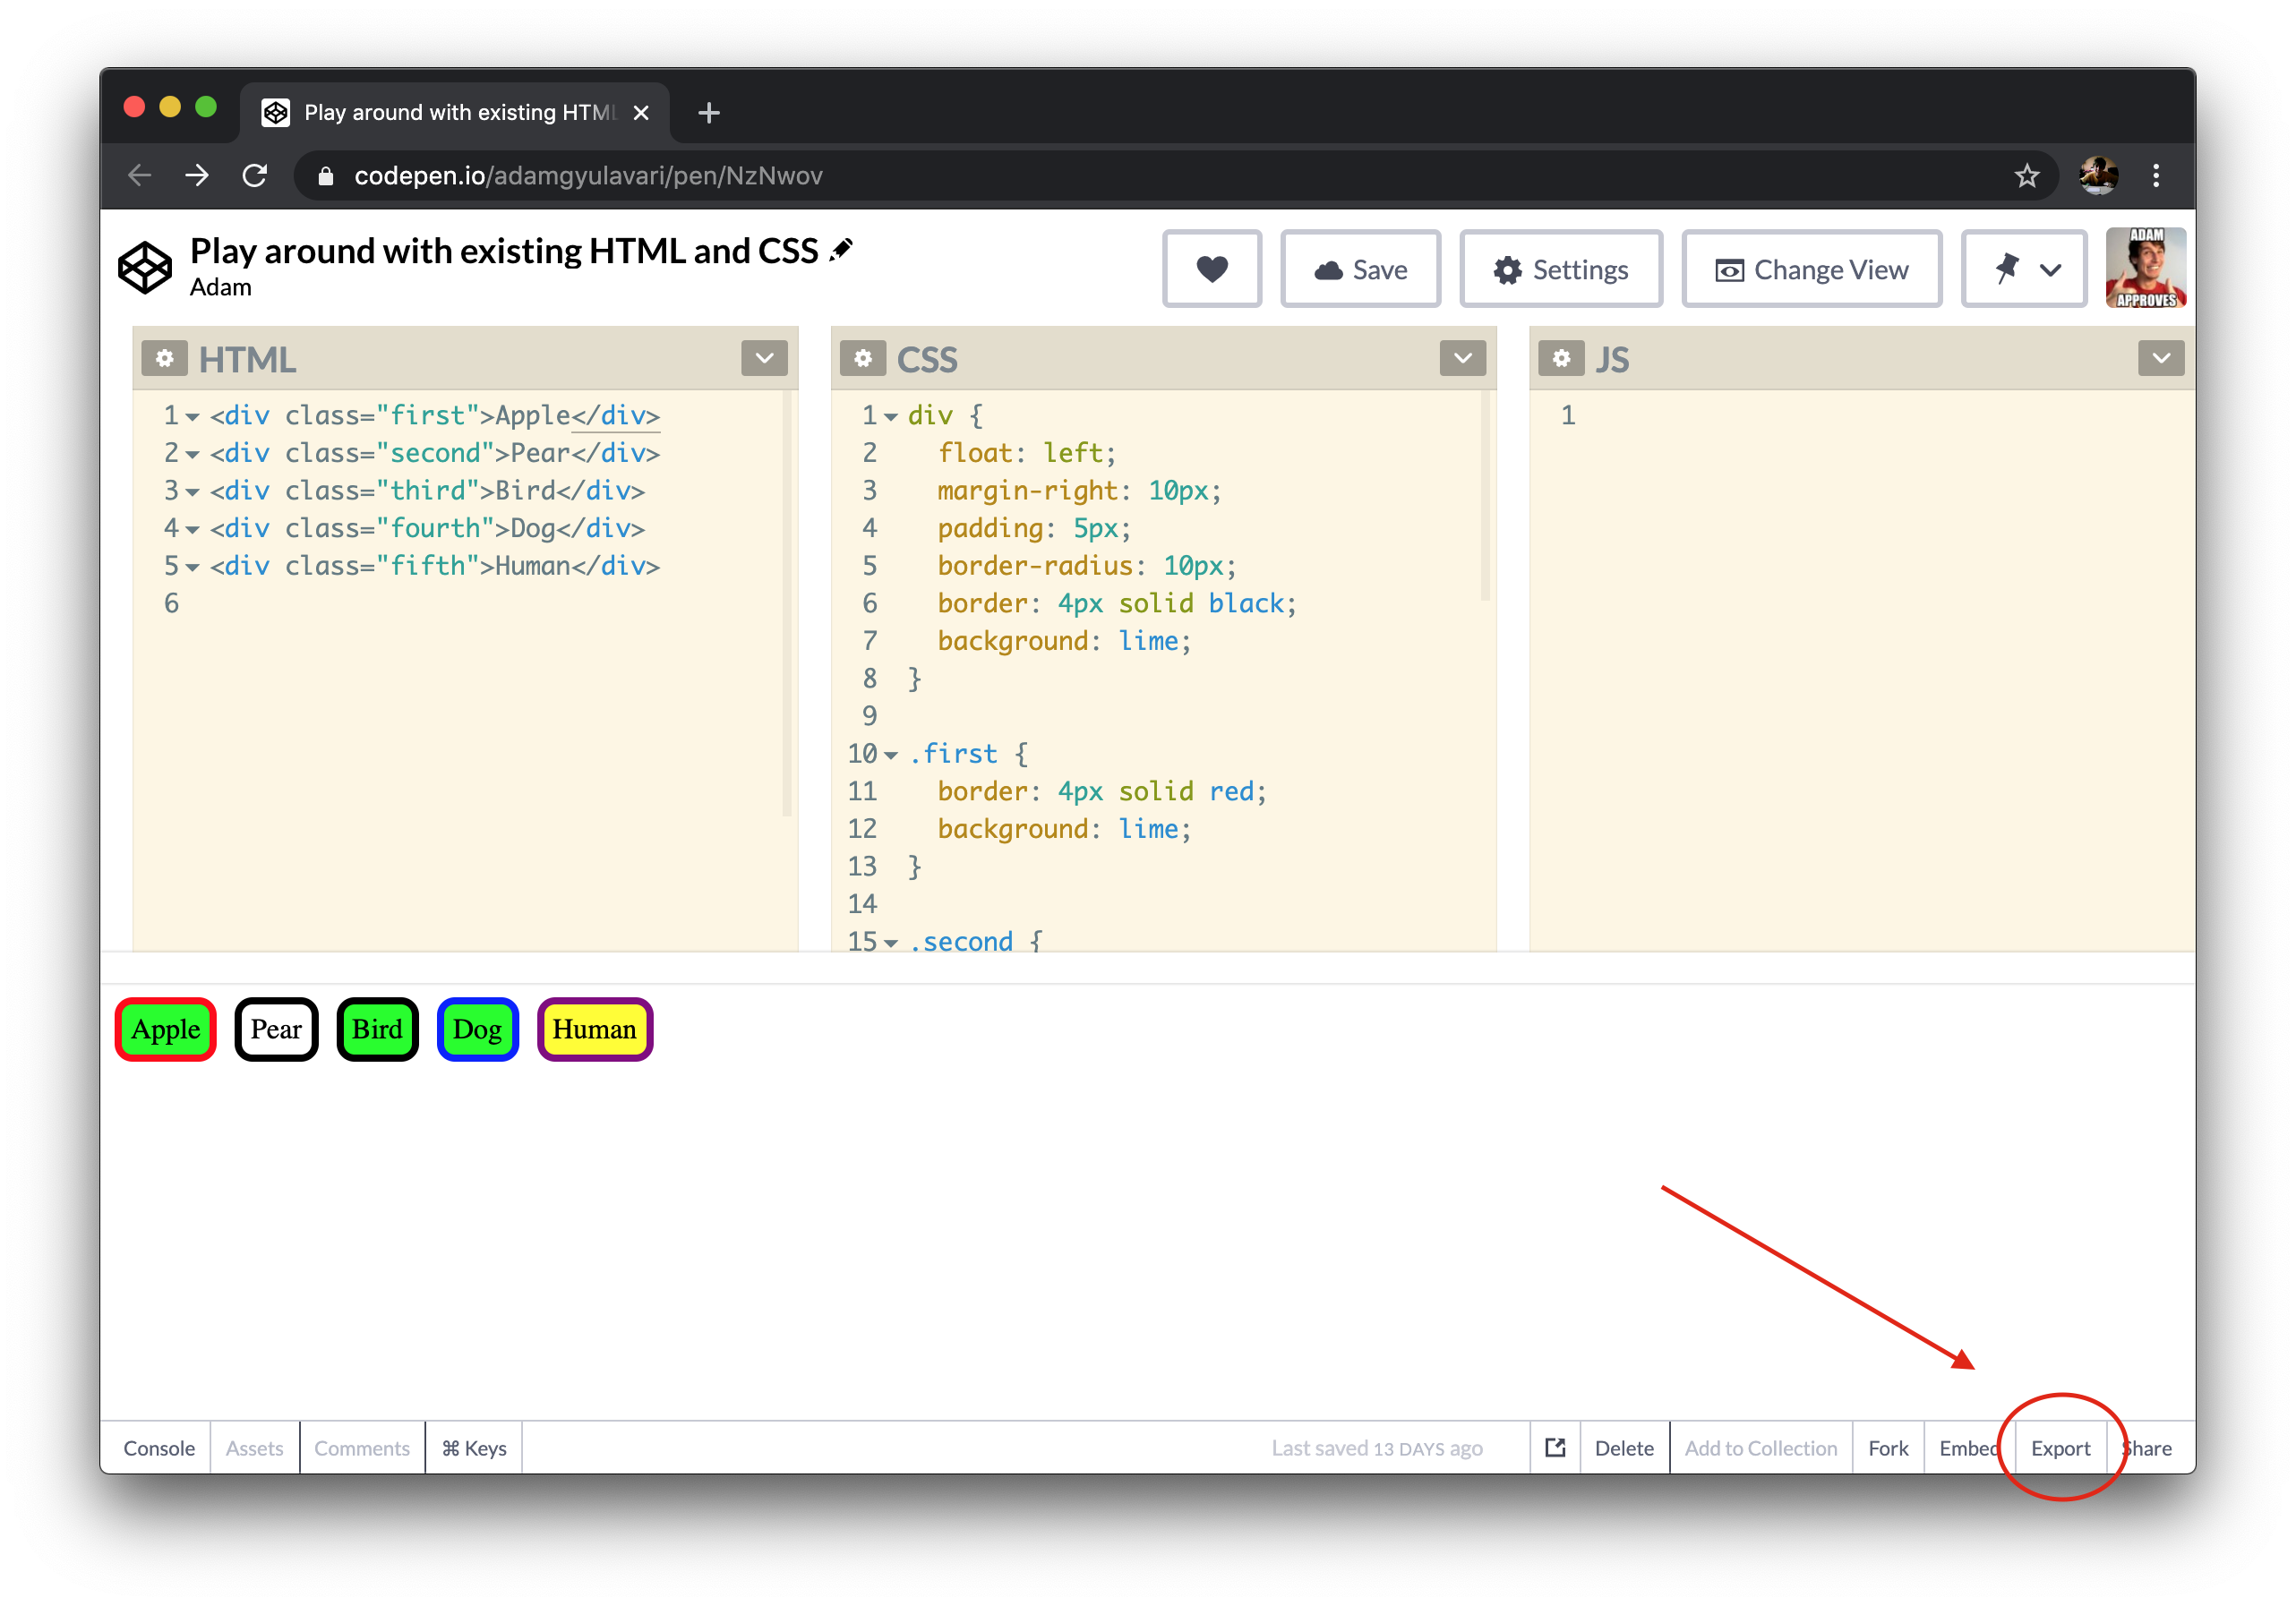 Play around with existing HTM
codepen.io/adamgyulavari/pen/NzNwov
Play around with existing HTML and CSS
Adam
Save
Settings
Change View
ADAM
APPROVES
HTML
1 <div class="first">Apple</div>
2 <div class="second">Pear</div>
3 <div class="third">Bird</div>
4 <div class="fourth">Dog</div>
5 <div class="fifth">Human</div>
6
CSS
1 div {
2 float: left;
3 margin-right: 10px;
4 padding: 5px;
5 border-radius: 10px;
6 border: 4px solid black;
7 background: lime;
8 }
9
10 .first {
11 border: 4px solid red;
12 background: lime;
13 }
14
15 .second {
JS
1
Apple Pear Bird Dog Human
Console Assets Comments ⌘ Keys Last saved 13 DAYS ago Delete Add to Collection Fork Embed Export Share